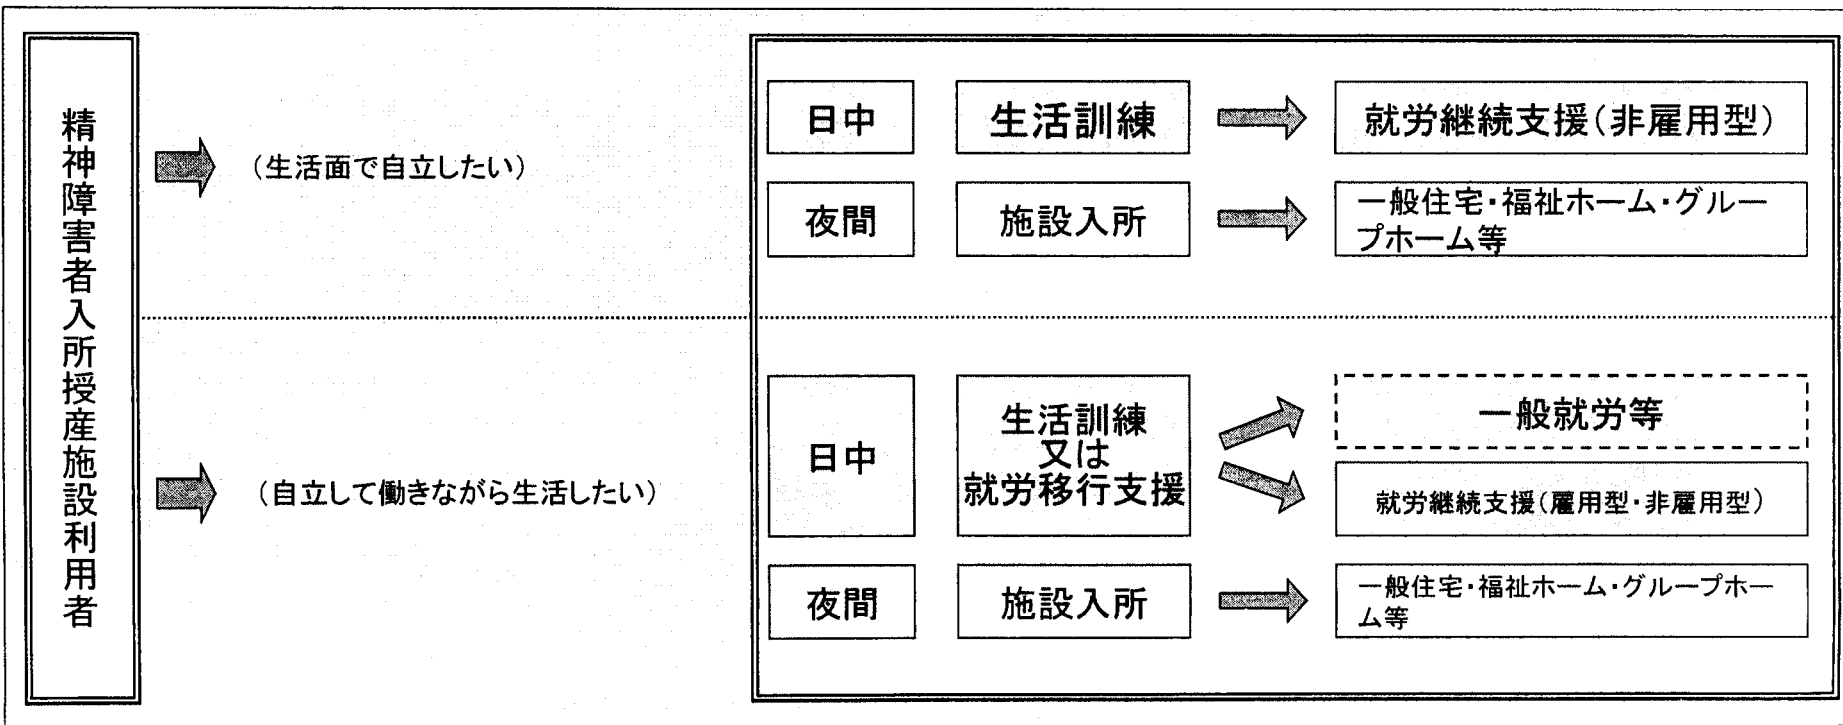 精神障害者入所授産施設利用者
（生活面で自立したい）
日中
生活訓練
就労継続支援（非雇用型）
夜間
施設入所
一般住宅・福祉ホーム・グルー
プホーム等
（自立して働きながら生活したい）
日中
生活訓練
又は
就労移行支援
一般就労等
就労継続支援（雇用型・非雇用型）
夜間
施設入所
一般住宅・福祉ホーム・グループホー
ム等